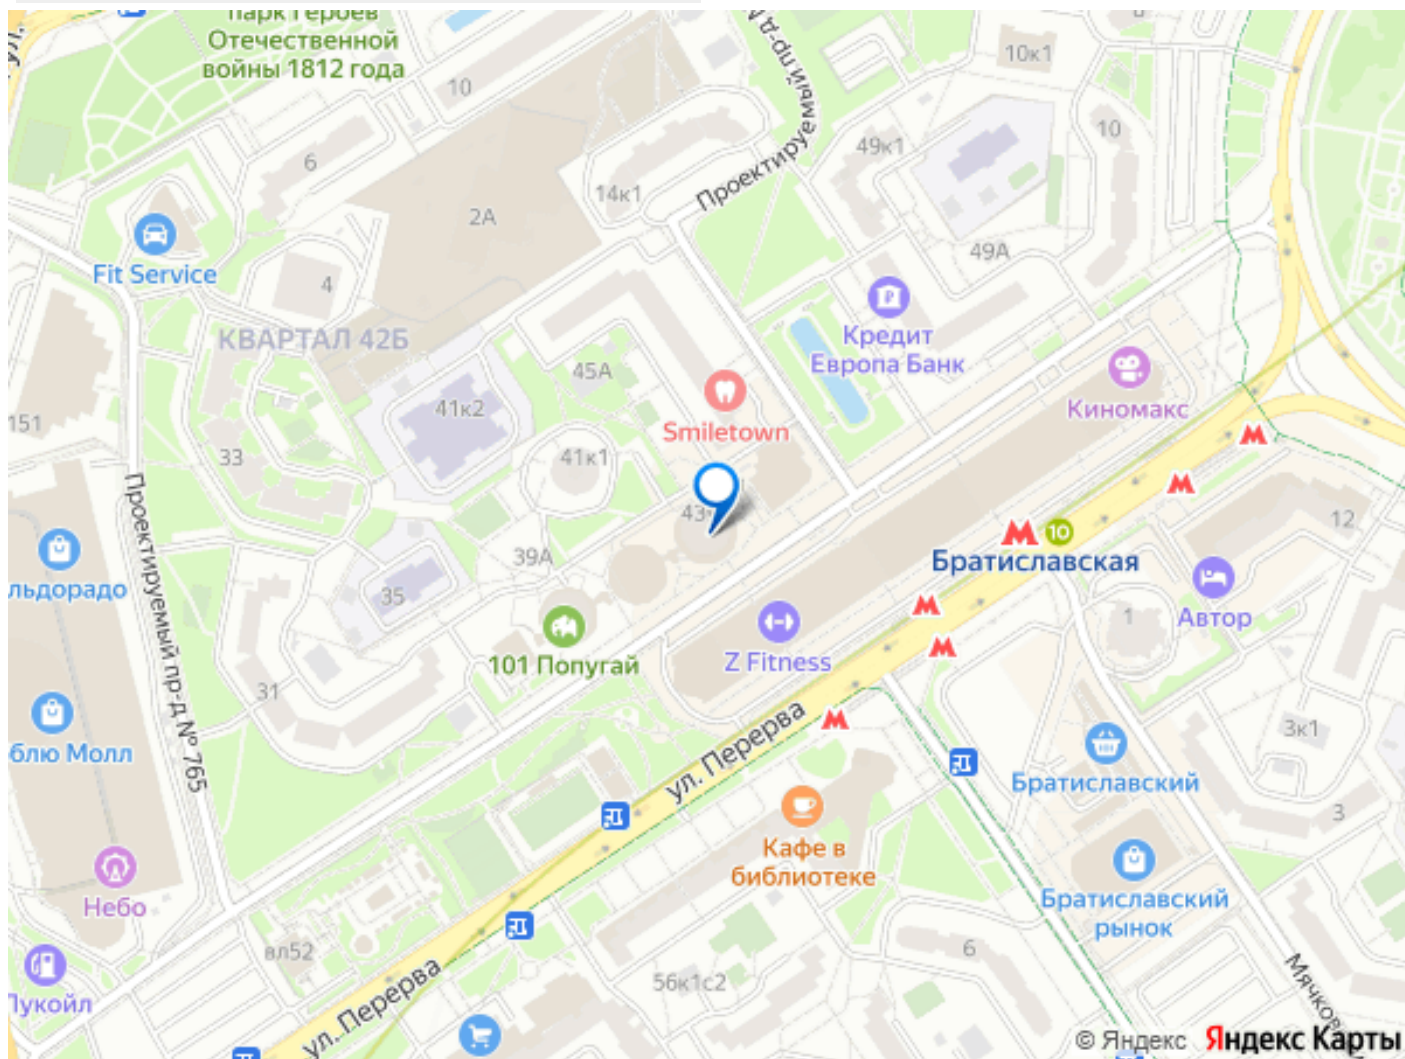 парк Героев
Отечественной
войны 1812 года
10
6
14к1
2А
Fit Service
4
КВАРТАЛ 42Б
45А
41к2
Smiletown
41к1
33
151
43
39А
35
101 Попугай
31
Проектируемый пр-д № 765
льдорадо
блю Молл
Небо
Лукойл
вл52
ул. Перерва
ул. Перерва
Проектируемый пр-д
10к1
49к1
10
49А
Кредит
Европа Банк
Киномакс
10
Братиславская
12
Автор
1
Z Fitness
3к1
Братиславский
3
Кафе в
библиотеке
Братиславский
рынок
6
56к1с2
© Яндекс Яндекс Карты